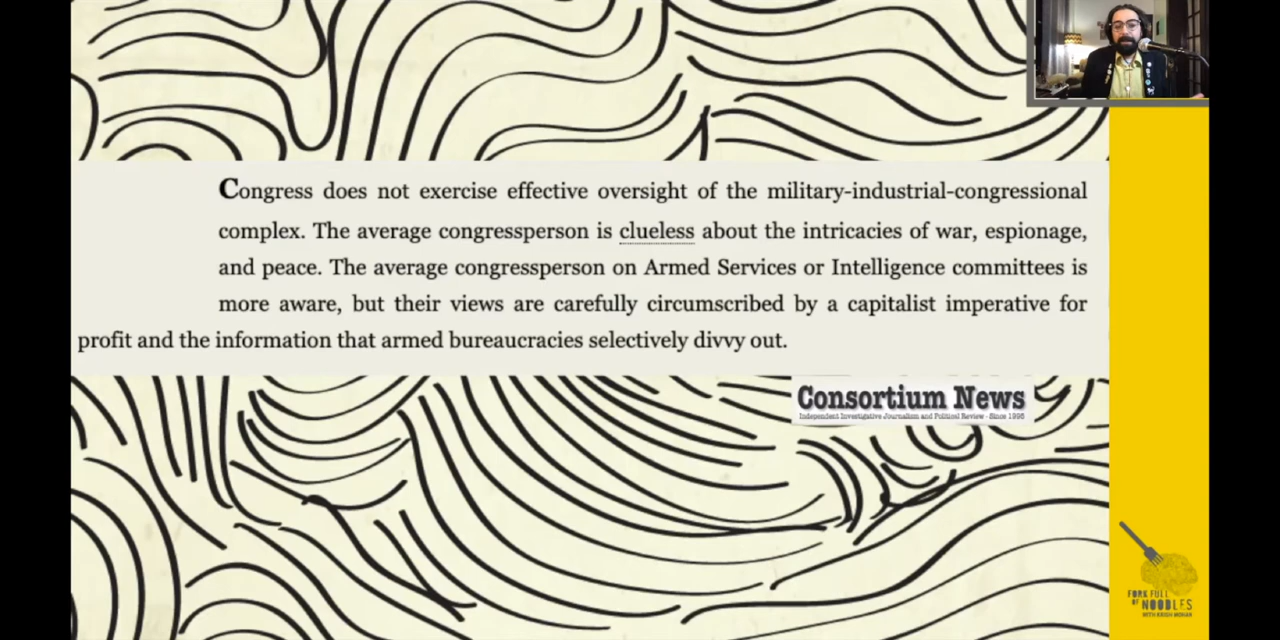 Congress does not exercise effective oversight of the military-industrial-congressional
complex. The average congressperson is clueless about the intricacies of war, espionage,
and peace. The average congressperson on Armed Services or Intelligence committees is
more aware, but their views are carefully circumscribed by a capitalist imperative for
profit and the information that armed bureaucracies selectively divvy out.
Consortium News
Independent Investigative Journalism and Political Review - Since 1995
FORK FULL
OF NOODLES
WITH KRISH MOHAN